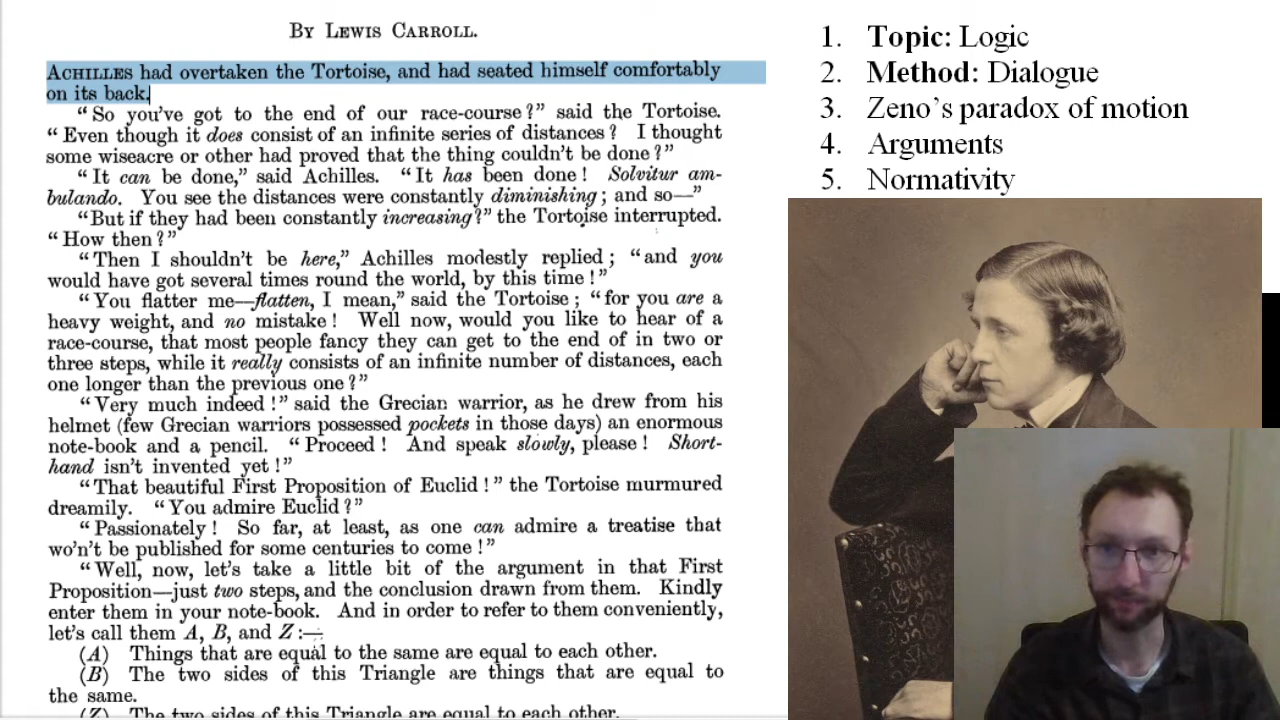 By Lewis Carroll.
Achilles had overtaken the Tortoise, and had seated himself comfortably
on its back.
“So you’ve got to the end of our race-course?” said the Tortoise.
“Even though it does consist of an infinite series of distances? I thought
some wiseacre or other had proved that the thing couldn’t be done?”
“It can be done,” said Achilles. “It has been done! Solvitur am-
bulando. You see the distances were constantly diminishing; and so—”
“But if they had been constantly increasing?” the Tortoise interrupted.
“How then?”
“Then I shouldn’t be here,” Achilles modestly replied; “and you
would have got several times round the world, by this time!”
“You flatter me—flatten, I mean,” said the Tortoise; “for you are a
heavy weight, and no mistake! Well now, would you like to hear of a
race-course, that most people fancy they can get to the end of in two or
three steps, while it really consists of an infinite number of distances, each
one longer than the previous one?”
“Very much indeed!” said the Grecian warrior, as he drew from his
helmet (few Grecian warriors possessed pockets in those days) an enormous
note-book and a pencil. “Proceed! And speak slowly, please! Short-
hand isn’t invented yet!”
“That beautiful First Proposition of Euclid!” the Tortoise murmured
dreamily. “You admire Euclid?”
“Passionately! So far, at least, as one can admire a treatise that
wo’n’t be published for some centuries to come!”
“Well, now, let’s take a little bit of the argument in that First
Proposition—just two steps, and the conclusion drawn from them. Kindly
enter them in your note-book. And in order to refer to them conveniently,
let’s call them A, B, and Z:—
(A) Things that are equal to the same are equal to each other.
(B) The two sides of this Triangle are things that are equal to
the same.
(Z) The two sides of this Triangle are equal to each other.
1. Topic: Logic
2. Method: Dialogue
3. Zeno’s paradox of motion
4. Arguments
5. Normativity